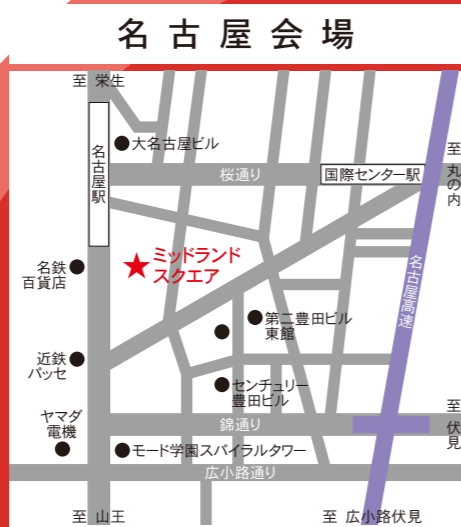 名古屋会場
至 栄生
大名古屋ビル
名古屋駅
桜通り
国際センター駅
至 丸の内
ミッドランド
スクエア
名鉄
百貨店
名古屋高速
第二豊田ビル
東館
近鉄
パッセ
センチュリー
豊田ビル
ヤマダ
電機
錦通り
至 伏見
モード学園スパイラルタワー
広小路通り
至 山王
至 広小路伏見